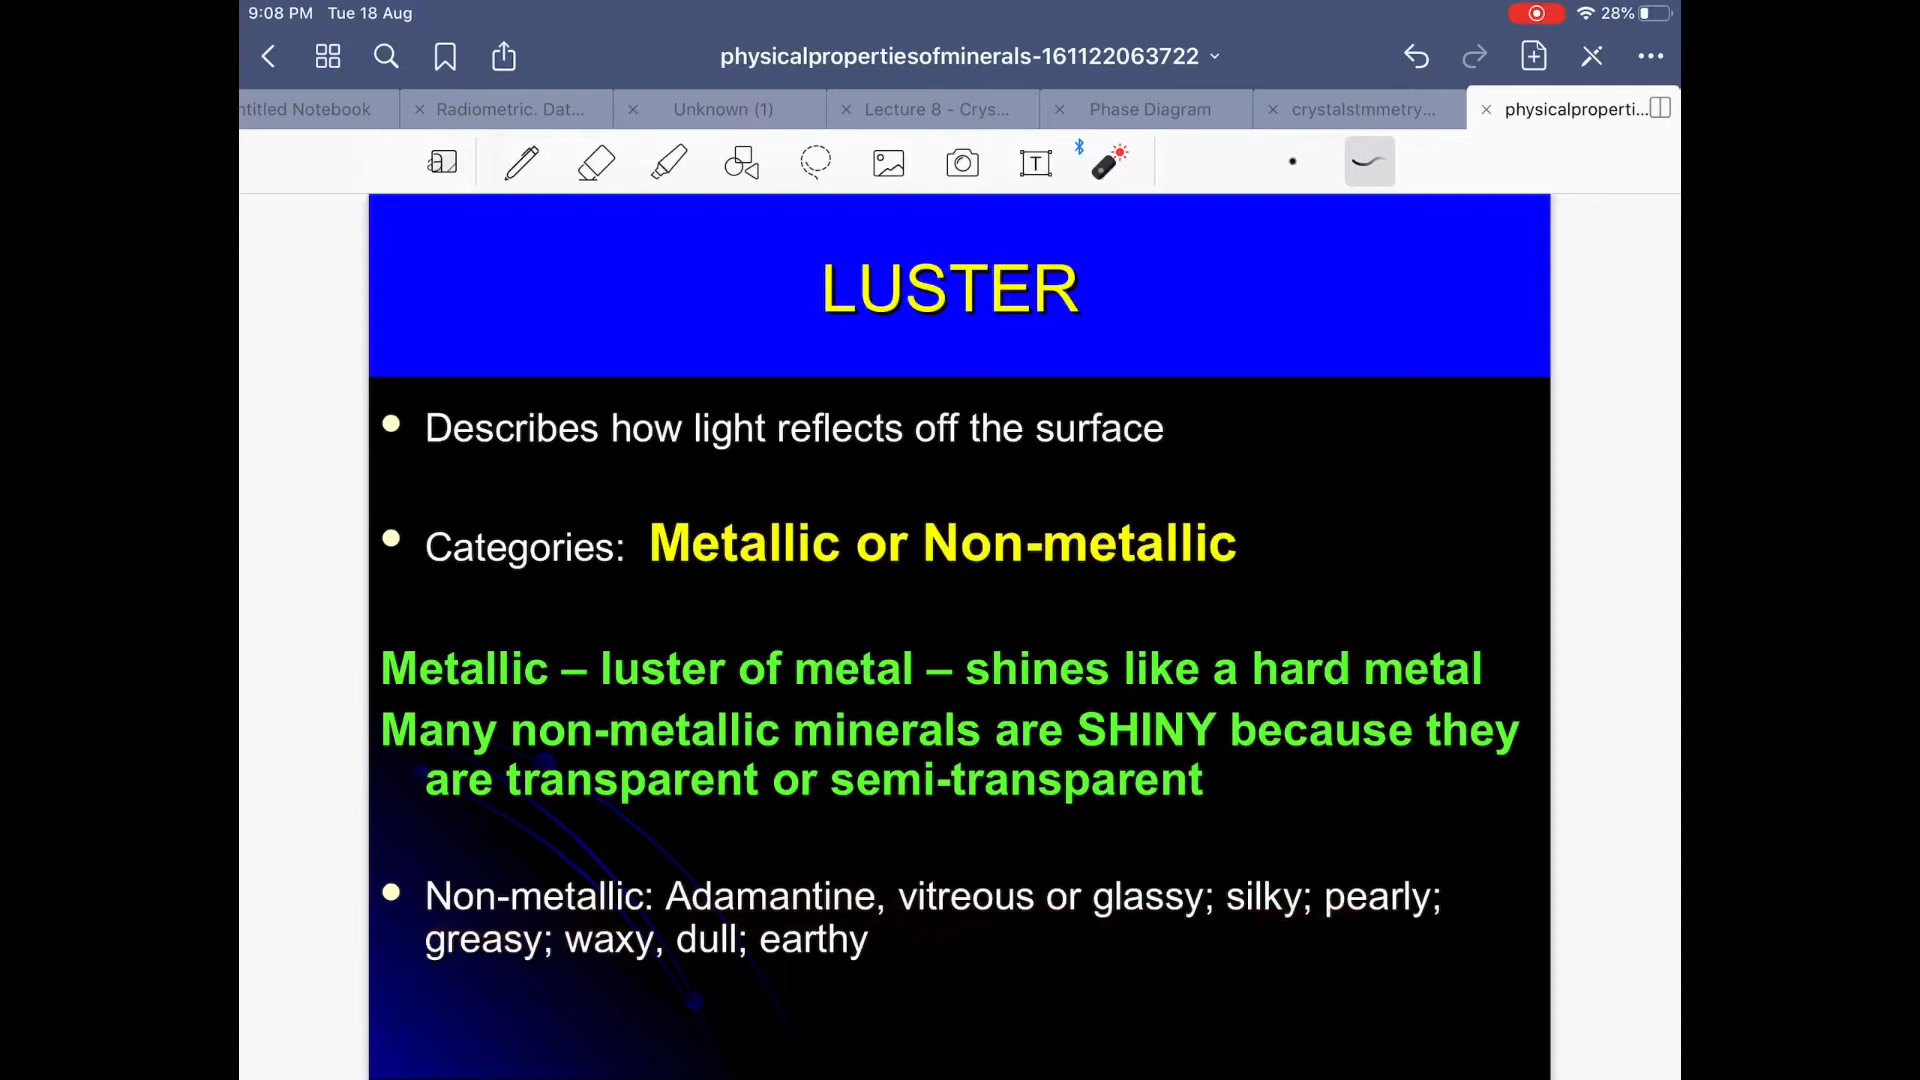 9:08 PM Tue 18 Aug
28%
physicalpropertiesofminerals-161122063722
ntitled Notebook
Radiometric. Dat...
Unknown (1)
Lecture 8 - Crys...
Phase Diagram
crystalstmmetry...
physicalproperti...
T
LUSTER
Describes how light reflects off the surface
Categories: Metallic or Non-metallic
Metallic – luster of metal – shines like a hard metal
Many non-metallic minerals are SHINY because they
are transparent or semi-transparent
Non-metallic: Adamantine, vitreous or glassy; silky; pearly;
greasy; waxy, dull; earthy